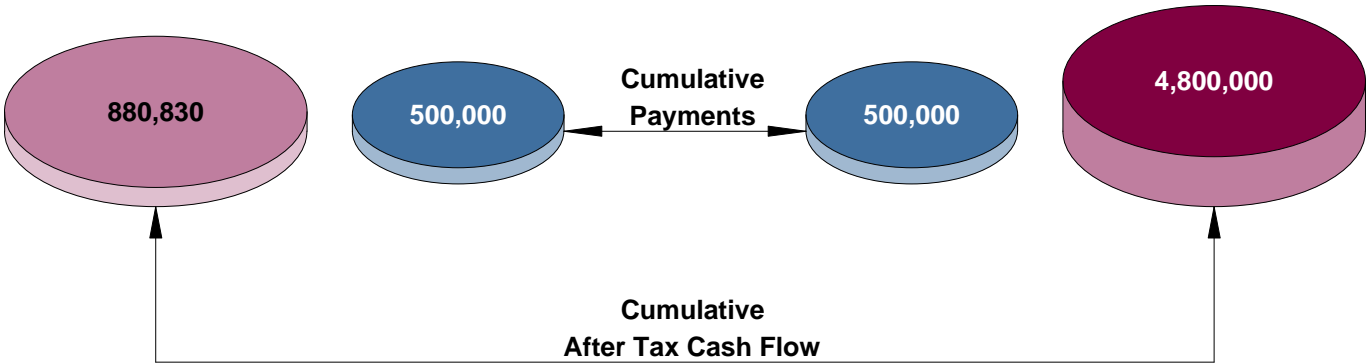 880,830
500,000
Cumulative
Payments
500,000
4,800,000
Cumulative
After Tax Cash Flow